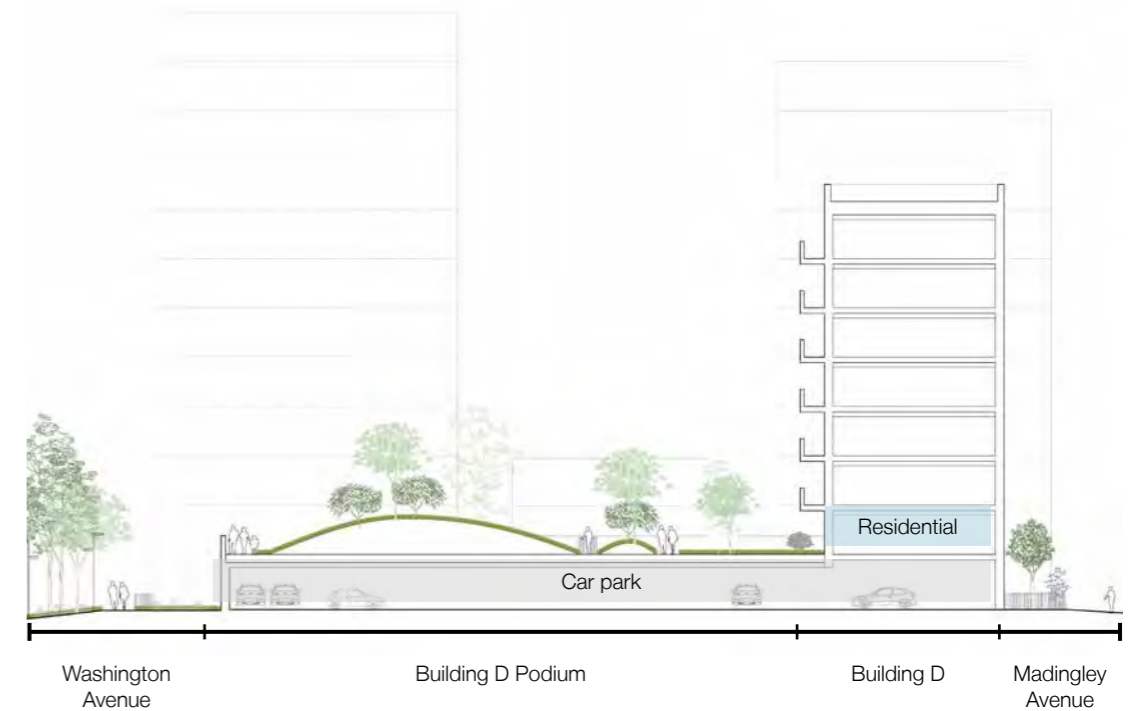 Residential
Car park
Washington
Avenue
Building D Podium
Building D
Madingley
Avenue